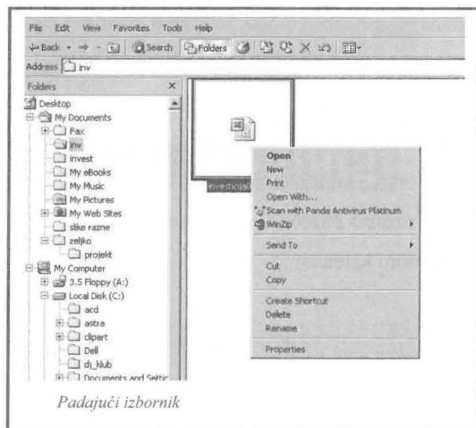 File Edit View Favorites Tools Help
Back Search Folders
Address inv
Folders
Desktop
My Documents
Fax
inv
invest
My eBooks
My Music
My Pictures
My Web Sites
slike razne
zeljko
projekt
My Computer
3.5 Floppy (A:)
Local Disk (C:)
acd
astra
clipart
Dell
dj_klub
Documents and Settic
Open
New
Print
Open With...
Scan with Panda Antivirus Platinum
WinZip
Send To
Cut
Copy
Create Shortcut
Delete
Rename
Properties
Padajući izbornik